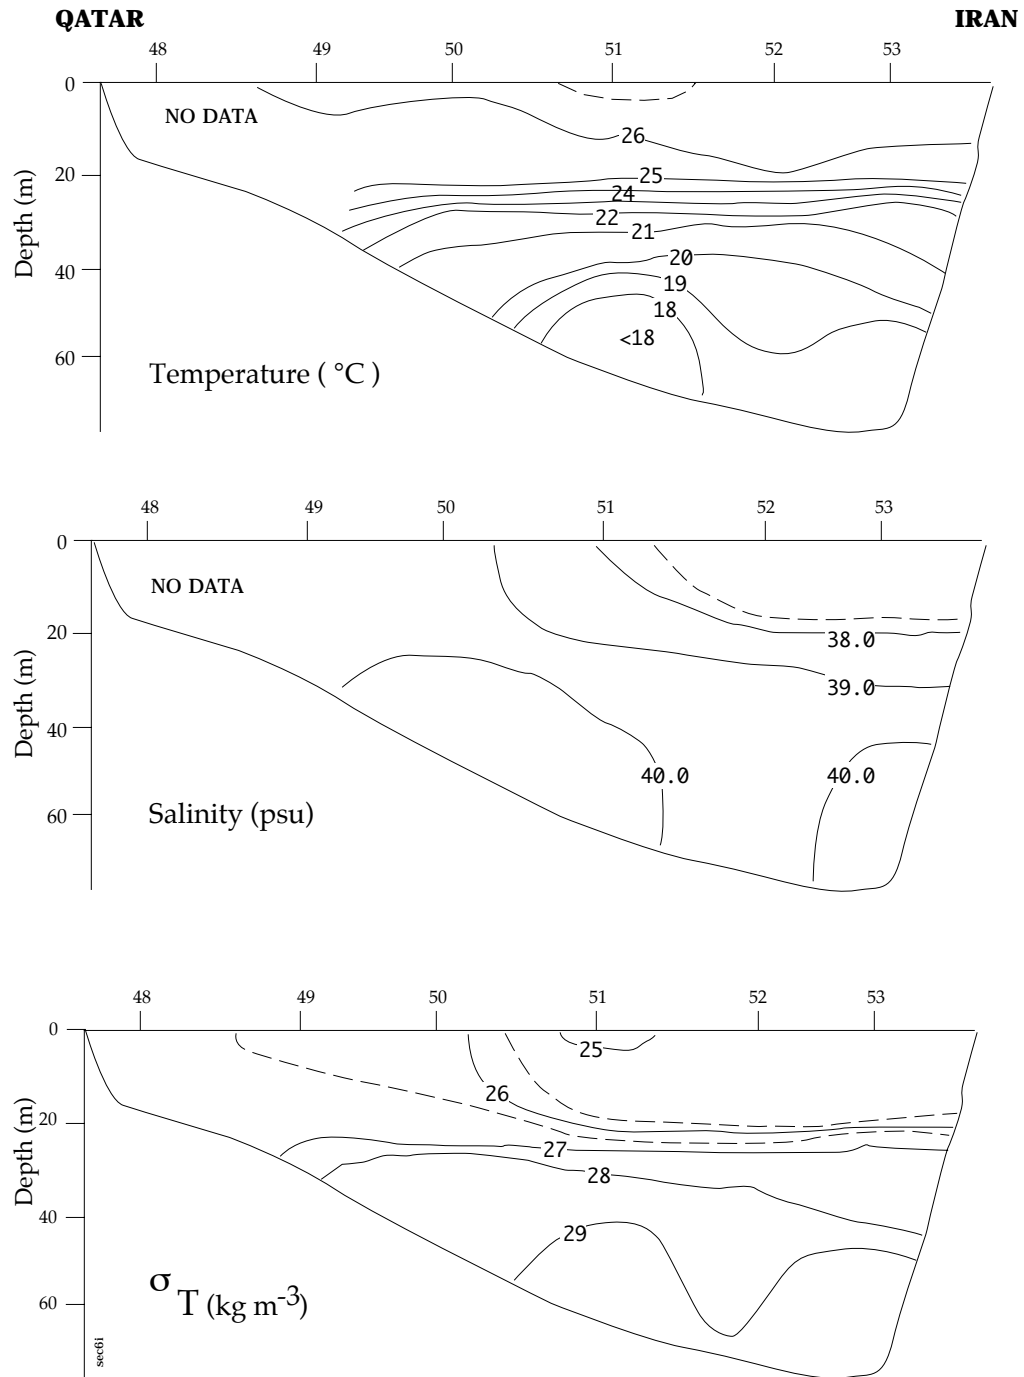 QATAR IRAN
48 49 50 51 52 53
0
NO DATA
26
20
25
24
22
21
20
40
19
18
<18
60
Depth (m)
Temperature ( °C )
48 49 50 51 52 53
0
NO DATA
20
38.0
39.0
40
40.0 40.0
60
Depth (m)
Salinity (psu)
48 49 50 51 52 53
0
25
26
20
27
28
40
29
60
Depth (m)
σ T (kg m-3)
sec6i